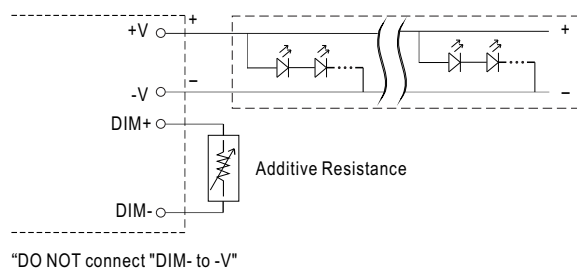 +
+V
+
-V
−
−
DIM+
Additive Resistance
DIM-
“DO NOT connect "DIM- to -V"